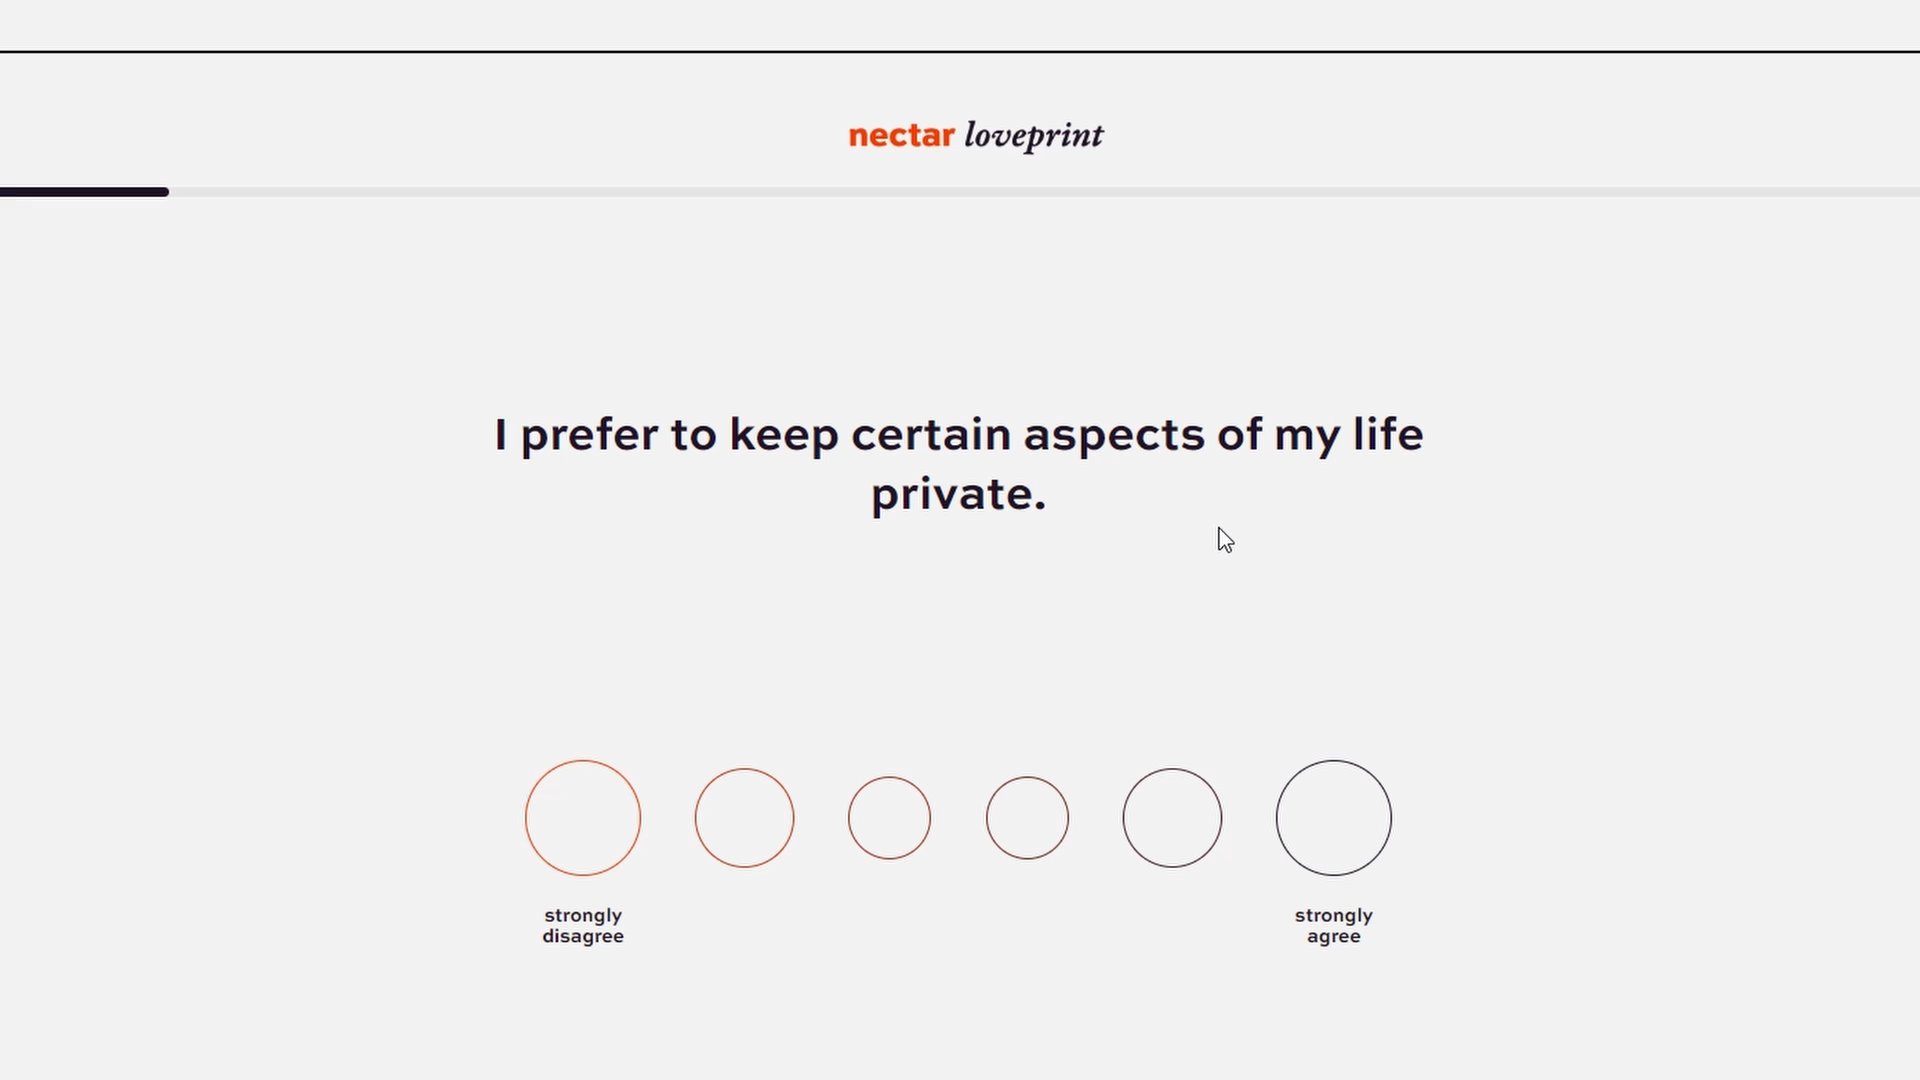 nectar loveprint
I prefer to keep certain aspects of my life
private.
strongly
disagree
strongly
agree